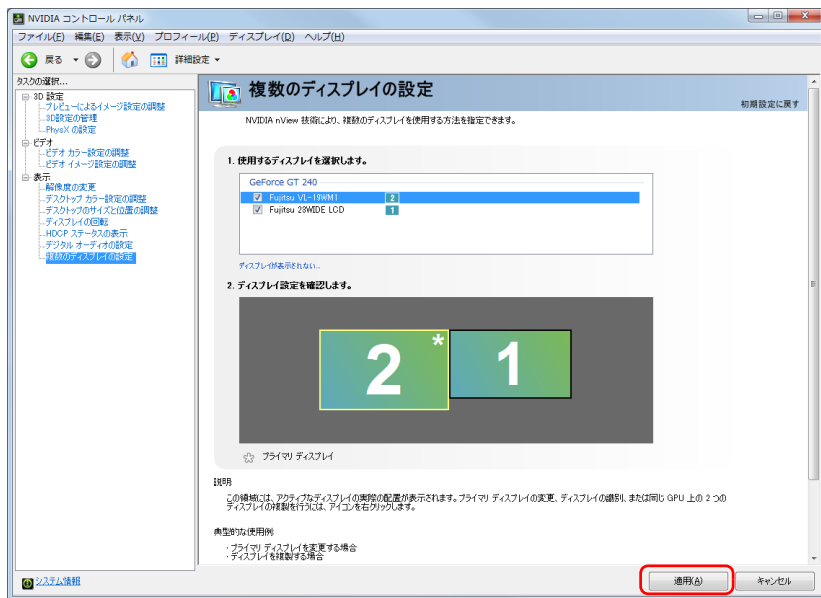 NVIDIA コントロール パネル
ファイル(F) 編集(E) 表示(V) プロフィール(P) ディスプレイ(D) ヘルプ(H)
戻る 詳細設定
タスクの選択...
3D 設定
プレビューによるイメージ設定の調整
3D設定の管理
PhysX の設定
ビデオ
ビデオ カラー設定の調整
ビデオ イメージ設定の調整
表示
解像度の変更
デスクトップ カラー設定の調整
デスクトップのサイズと位置の調整
ディスプレイの回転
HDCP ステータスの表示
デジタル オーディオの設定
複数のディスプレイの設定
システム情報
複数のディスプレイの設定
初期設定に戻す
NVIDIA nView 技術により、複数のディスプレイを使用する方法を指定できます。
1. 使用するディスプレイを選択します。
GeForce GT 240
Fujitsu VL-19WM1 2
Fujitsu 23WIDE LCD 1
ディスプレイが表示されない...
2. ディスプレイ設定を確認します。
2 * 1
プライマリ ディスプレイ
説明
この領域には、アクティブなディスプレイの実際の配置が表示されます。プライマリ ディスプレイの変更、ディスプレイの識別、または同じ GPU 上の 2 つの
ディスプレイの複製を行うには、アイコンを右クリックします。
典型的な使用例
・プライマリ ディスプレイを変更する場合
・ディスプレイを複製する場合
適用(A) キャンセル